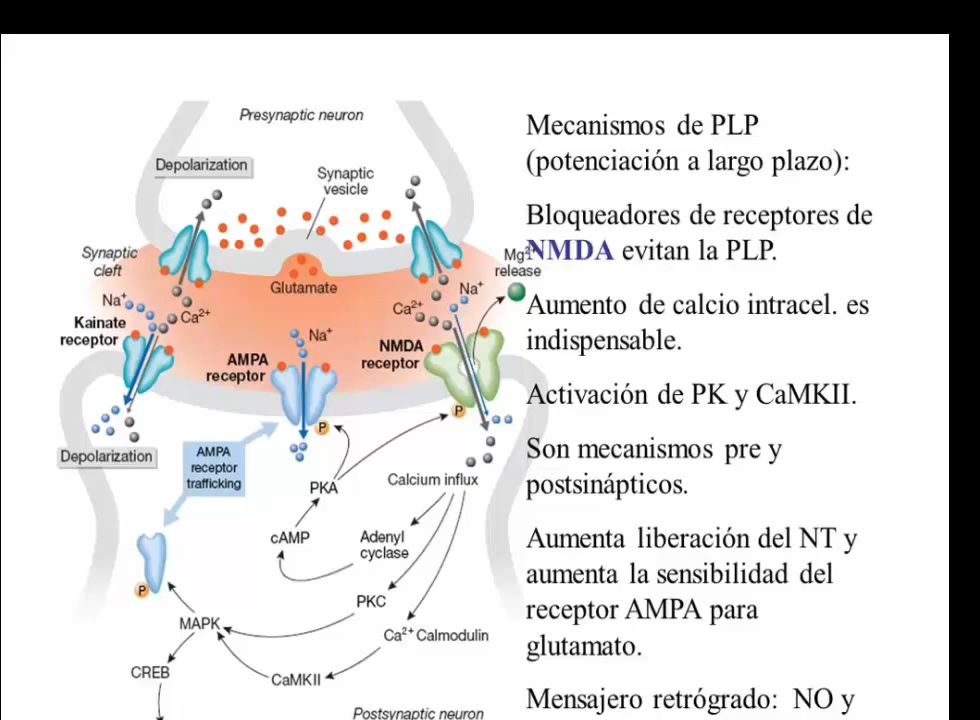 Presynaptic neuron
Depolarization
Synaptic
vesicle
Synaptic
cleft
Glutamate
Mg2+
release
Na+
Ca2+
Kainate
receptor
Na+
AMPA
receptor
NMDA
receptor
Ca2+
Na+
P
P
Depolarization
AMPA
receptor
trafficking
PKA
Calcium influx
cAMP
Adenyl
cyclase
P
PKC
MAPK
Ca2+ Calmodulin
CREB
CaMKII
Postsynaptic neuron
Mecanismos de PLP
(potenciación a largo plazo):
Bloqueadores de receptores de
NMDA evitan la PLP.
Aumento de calcio intracel. es
indispensable.
Activación de PK y CaMKII.
Son mecanismos pre y
postsinápticos.
Aumenta liberación del NT y
aumenta la sensibilidad del
receptor AMPA para
glutamato.
Mensajero retrógrado: NO y